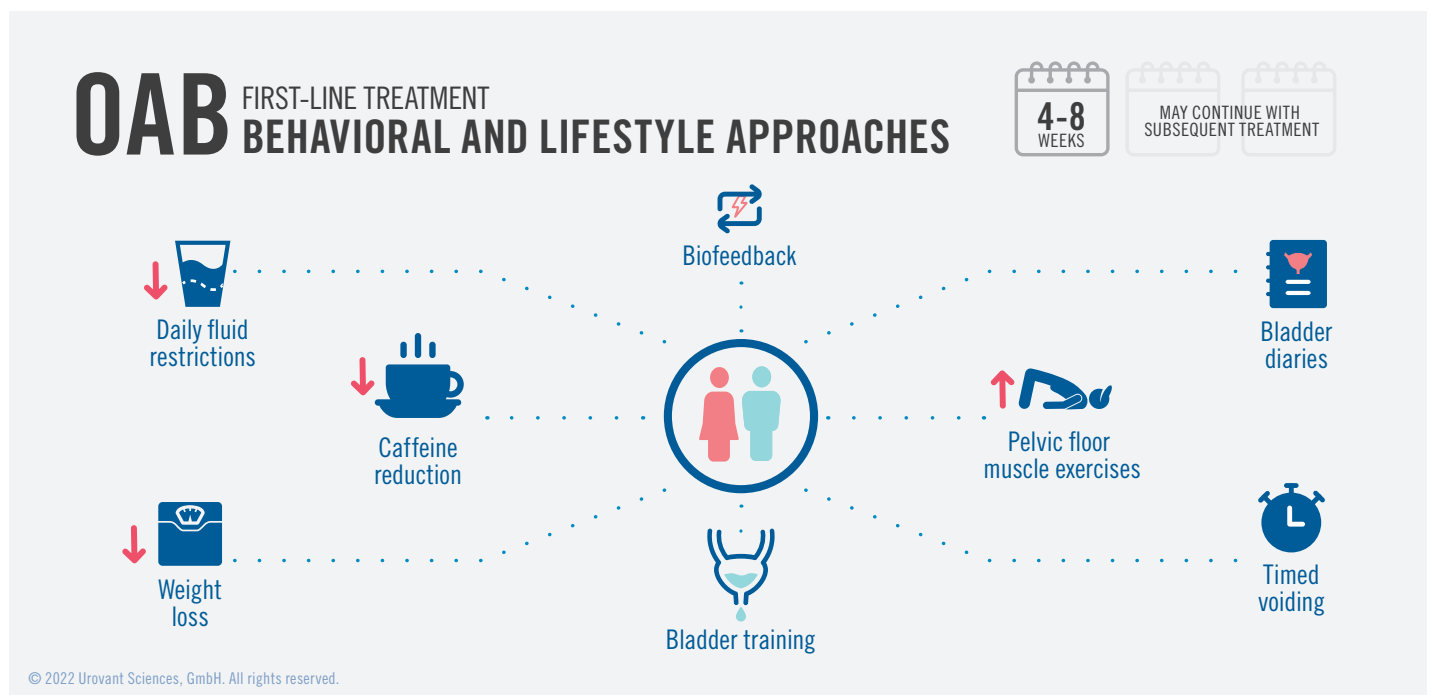 OAB
FIRST-LINE TREATMENT
BEHAVIORAL AND LIFESTYLE APPROACHES
4-8
WEEKS
MAY CONTINUE WITH
SUBSEQUENT TREATMENT
Biofeedback
Daily fluid
restrictions
Bladder
diaries
Caffeine
reduction
Pelvic floor
muscle exercises
Weight
loss
Timed
voiding
Bladder training
© 2022 Urovant Sciences, GmbH. All rights reserved.